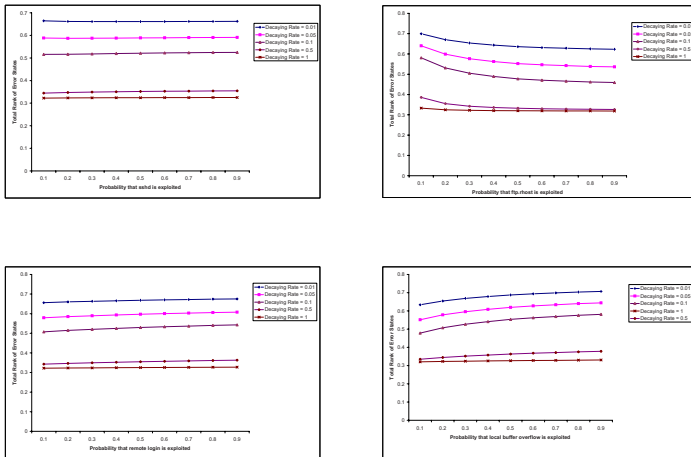 0.7
0.6
0.5
0.4
0.3
0.2
0.1
0
Total Rank of Error States
0.1 0.2 0.3 0.4 0.5 0.6 0.7 0.8 0.9
Probability that sshd is exploited
Decaying Rate = 0.01
Decaying Rate = 0.05
Decaying Rate = 0.1
Decaying Rate = 0.5
Decaying Rate = 1
0.8
0.7
0.6
0.5
0.4
0.3
0.2
0.1
0
Total Rank of Error States
0.1 0.2 0.3 0.4 0.5 0.6 0.7 0.8 0.9
Probability that ftp.rhost is exploited
Decaying Rate = 0.0
Decaying Rate = 0.0
Decaying Rate = 0.1
Decaying Rate = 0.5
Decaying Rate = 1
0.8
0.7
0.6
0.5
0.4
0.3
0.2
0.1
0
Total Rank of Error States
0.1 0.2 0.3 0.4 0.5 0.6 0.7 0.8 0.9
Probability that remote login is exploited
Decaying Rate = 0.01
Decaying Rate = 0.05
Decaying Rate = 0.1
Decaying Rate = 0.5
Decaying Rate = 1
0.8
0.7
0.6
0.5
0.4
0.3
0.2
0.1
0
Total Rank of Error States
0.1 0.2 0.3 0.4 0.5 0.6 0.7 0.8 0.9
Probability that local buffer overflow is exploited
Decaying Rate = 0.01
Decaying Rate = 0.05
Decaying Rate = 0.1
Decaying Rate = 1
Decaying Rate = 0.5